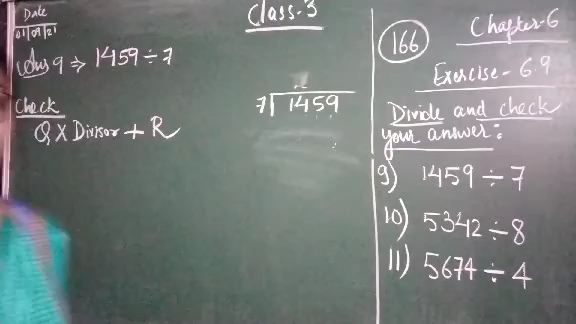 Date
01/09/21
Class-3
Ans 9 ⇒ 1459 ÷ 7
Check
Q X Divisor + R
7 1459
166
Chapter-6
Exercise - 6.9
Divide and check
your answer:
9) 1459 ÷ 7
10) 5342 ÷ 8
11) 5674 ÷ 4